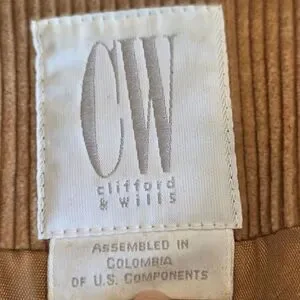 CW
clifford
& wills
ASSEMBLED IN
COLOMBIA
OF U.S. COMPONENTS